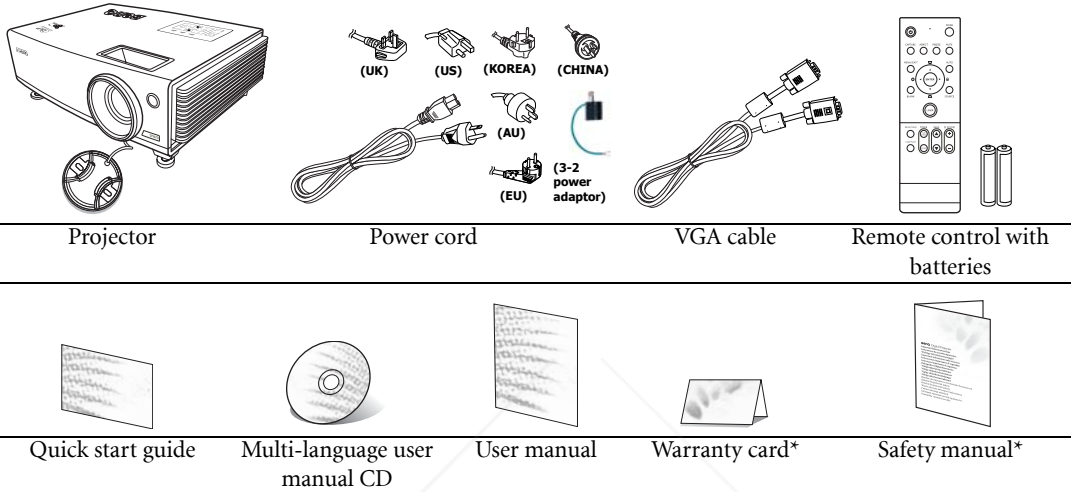 (UK)
(US)
(KOREA)
(CHINA)
(AU)
(EU)
(3-2
power
adaptor)
Projector
Power cord
VGA cable
Remote control with
batteries
Quick start guide
Multi-language user
manual CD
User manual
Warranty card*
Safety manual*